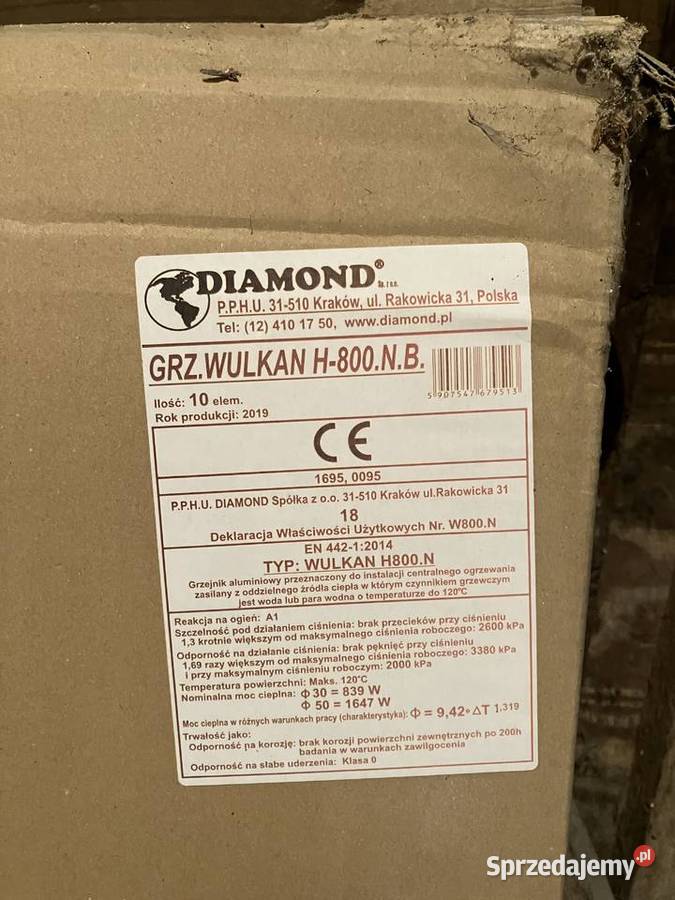 DIAMOND® Sp. z o.o.
P.P.H.U. 31-510 Kraków, ul. Rakowicka 31, Polska
Tel: (12) 410 17 50, www.diamond.pl
GRZ.WULKAN H-800.N.B.
5 907547 679513
Ilość: 10 elem.
Rok produkcji: 2019
CE
1695, 0095
P.P.H.U. DIAMOND Spółka z o.o. 31-510 Kraków ul.Rakowicka 31
18
Deklaracja Właściwości Użytkowych Nr. W800.N
EN 442-1:2014
TYP: WULKAN H800.N
Grzejnik aluminiowy przeznaczony do instalacji centralnego ogrzewania
zasilany z oddzielnego źródła ciepła w którym czynnikiem grzewczym
jest woda lub para wodna o temperaturze do 120°C
Reakcja na ogień: A1
Szczelność pod działaniem ciśnienia: brak przecieków przy ciśnieniu
1,3 krotnie większym od maksymalnego ciśnienia roboczego: 2600 kPa
Odporność na działanie ciśnienia: brak pęknięć przy ciśnieniu
1,69 razy większym od maksymalnego ciśnienia roboczego: 3380 kPa
i przy maksymalnym ciśnieniu roboczym: 2000 kPa
Temperatura powierzchni: Maks. 120°C
Nominalna moc cieplna: Φ 30 = 839 W
Φ 50 = 1647 W
Moc cieplna w różnych warunkach pracy (charakterystyka): Φ = 9,42∘ΔT 1,319
Trwałość jako:
Odporność na korozję: brak korozji powierzchni zewnętrznych po 200h
badania w warunkach zawilgocenia
Odporność na słabe uderzenia: Klasa 0
Sprzedajemy.pl